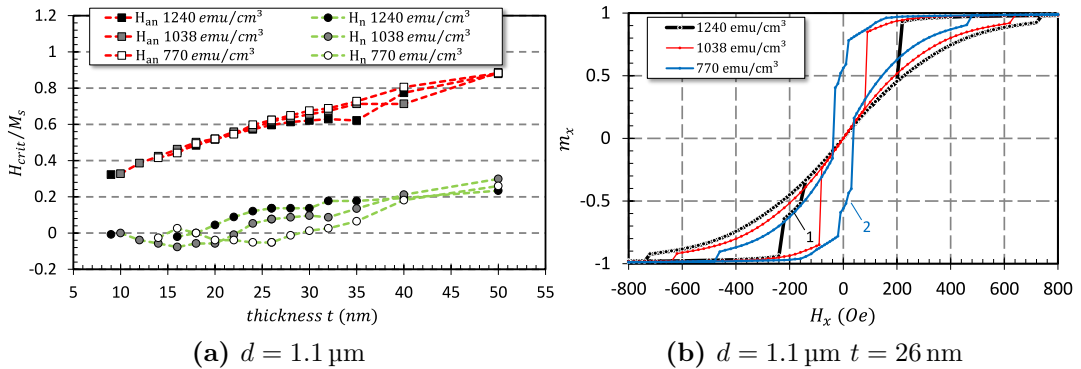 1.2
1
0.8
0.6
0.4
0.2
0
-0.2
H_crit/M_s
H_an 1240 emu/cm³
H_an 1038 emu/cm³
H_an 770 emu/cm³
H_n 1240 emu/cm³
H_n 1038 emu/cm³
H_n 770 emu/cm³
5 10 15 20 25 30 35 40 45 50 55
thickness t (nm)
(a) d = 1.1 µm
1
0.5
0
-0.5
-1
m_x
1240 emu/cm³
1038 emu/cm³
770 emu/cm³
1
2
-800 -600 -400 -200 0 200 400 600 800
H_x (Oe)
(b) d = 1.1 µm t = 26 nm